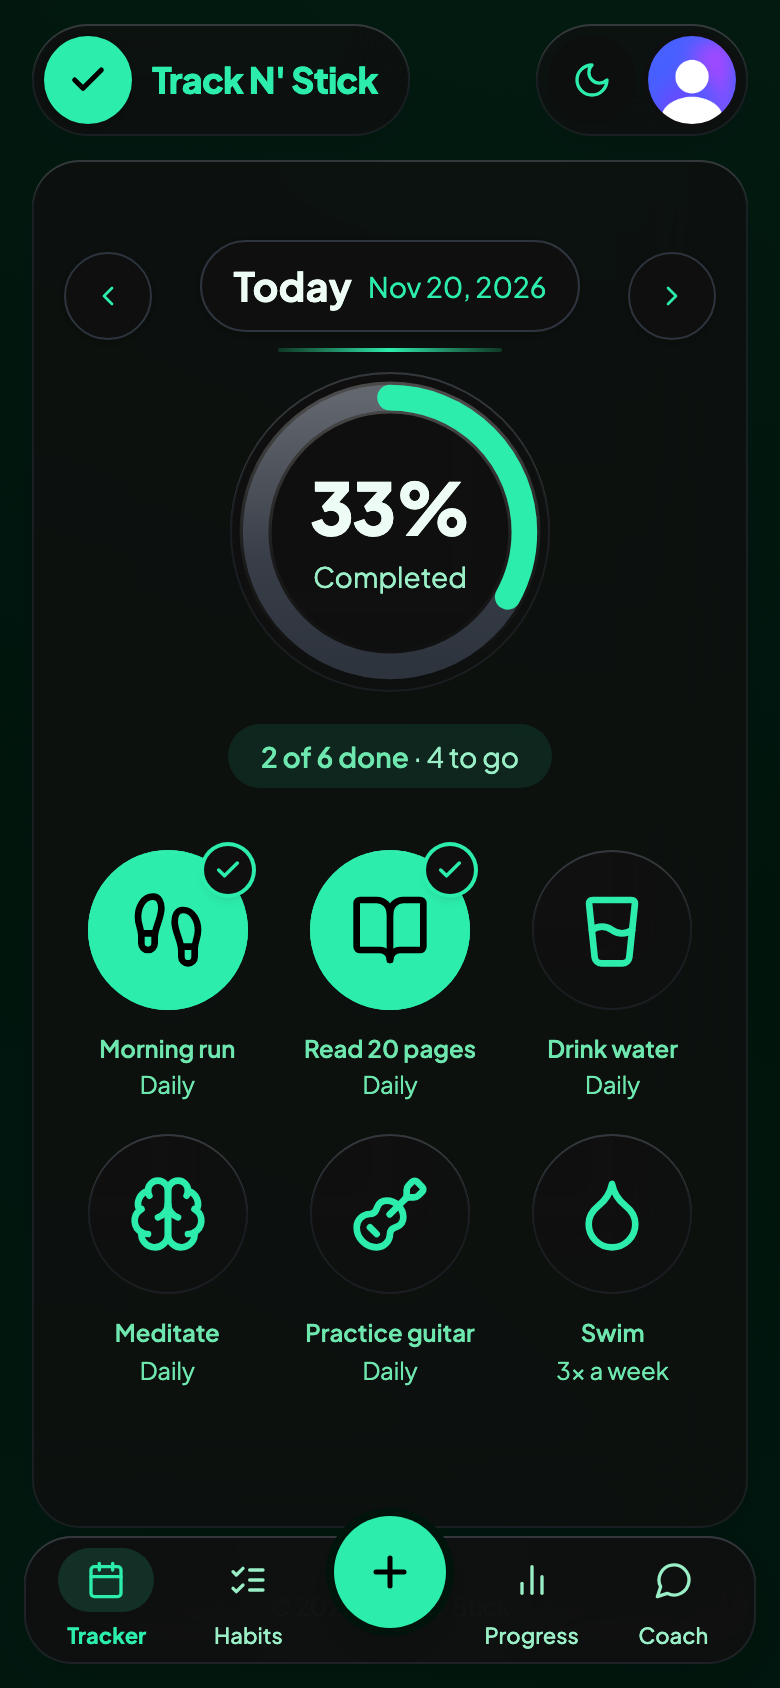 Track N' Stick
Today Nov 20, 2026
33%
Completed
2 of 6 done · 4 to go
Morning run
Daily
Read 20 pages
Daily
Drink water
Daily
Meditate
Daily
Practice guitar
Daily
Swim
3× a week
Tracker
Habits
Progress
Coach